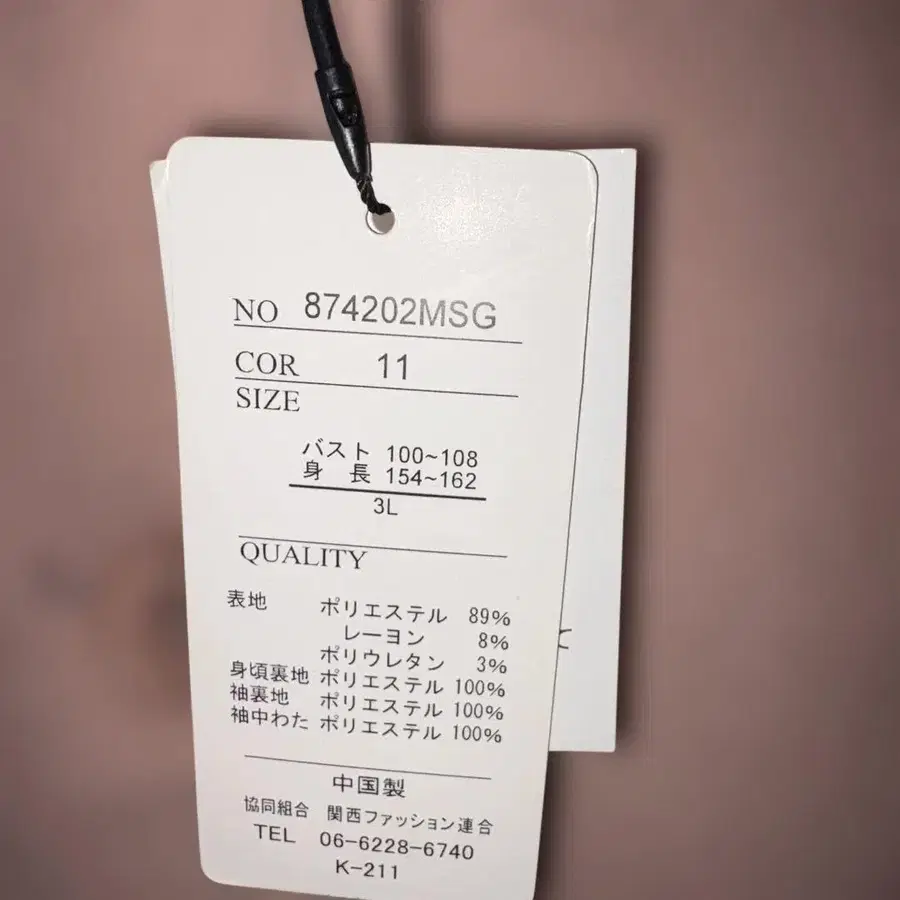 NO 874202MSG
COR 11
SIZE
バスト 100~108
身 長 154~162
3L
QUALITY
表地 ポリエステル 89%
レーヨン 8%
ポリウレタン 3%
身頃裏地 ポリエステル 100%
袖裏地 ポリエステル 100%
袖中わた ポリエステル 100%
中国製
協同組合 関西ファッション連合
TEL 06-6228-6740
K-211